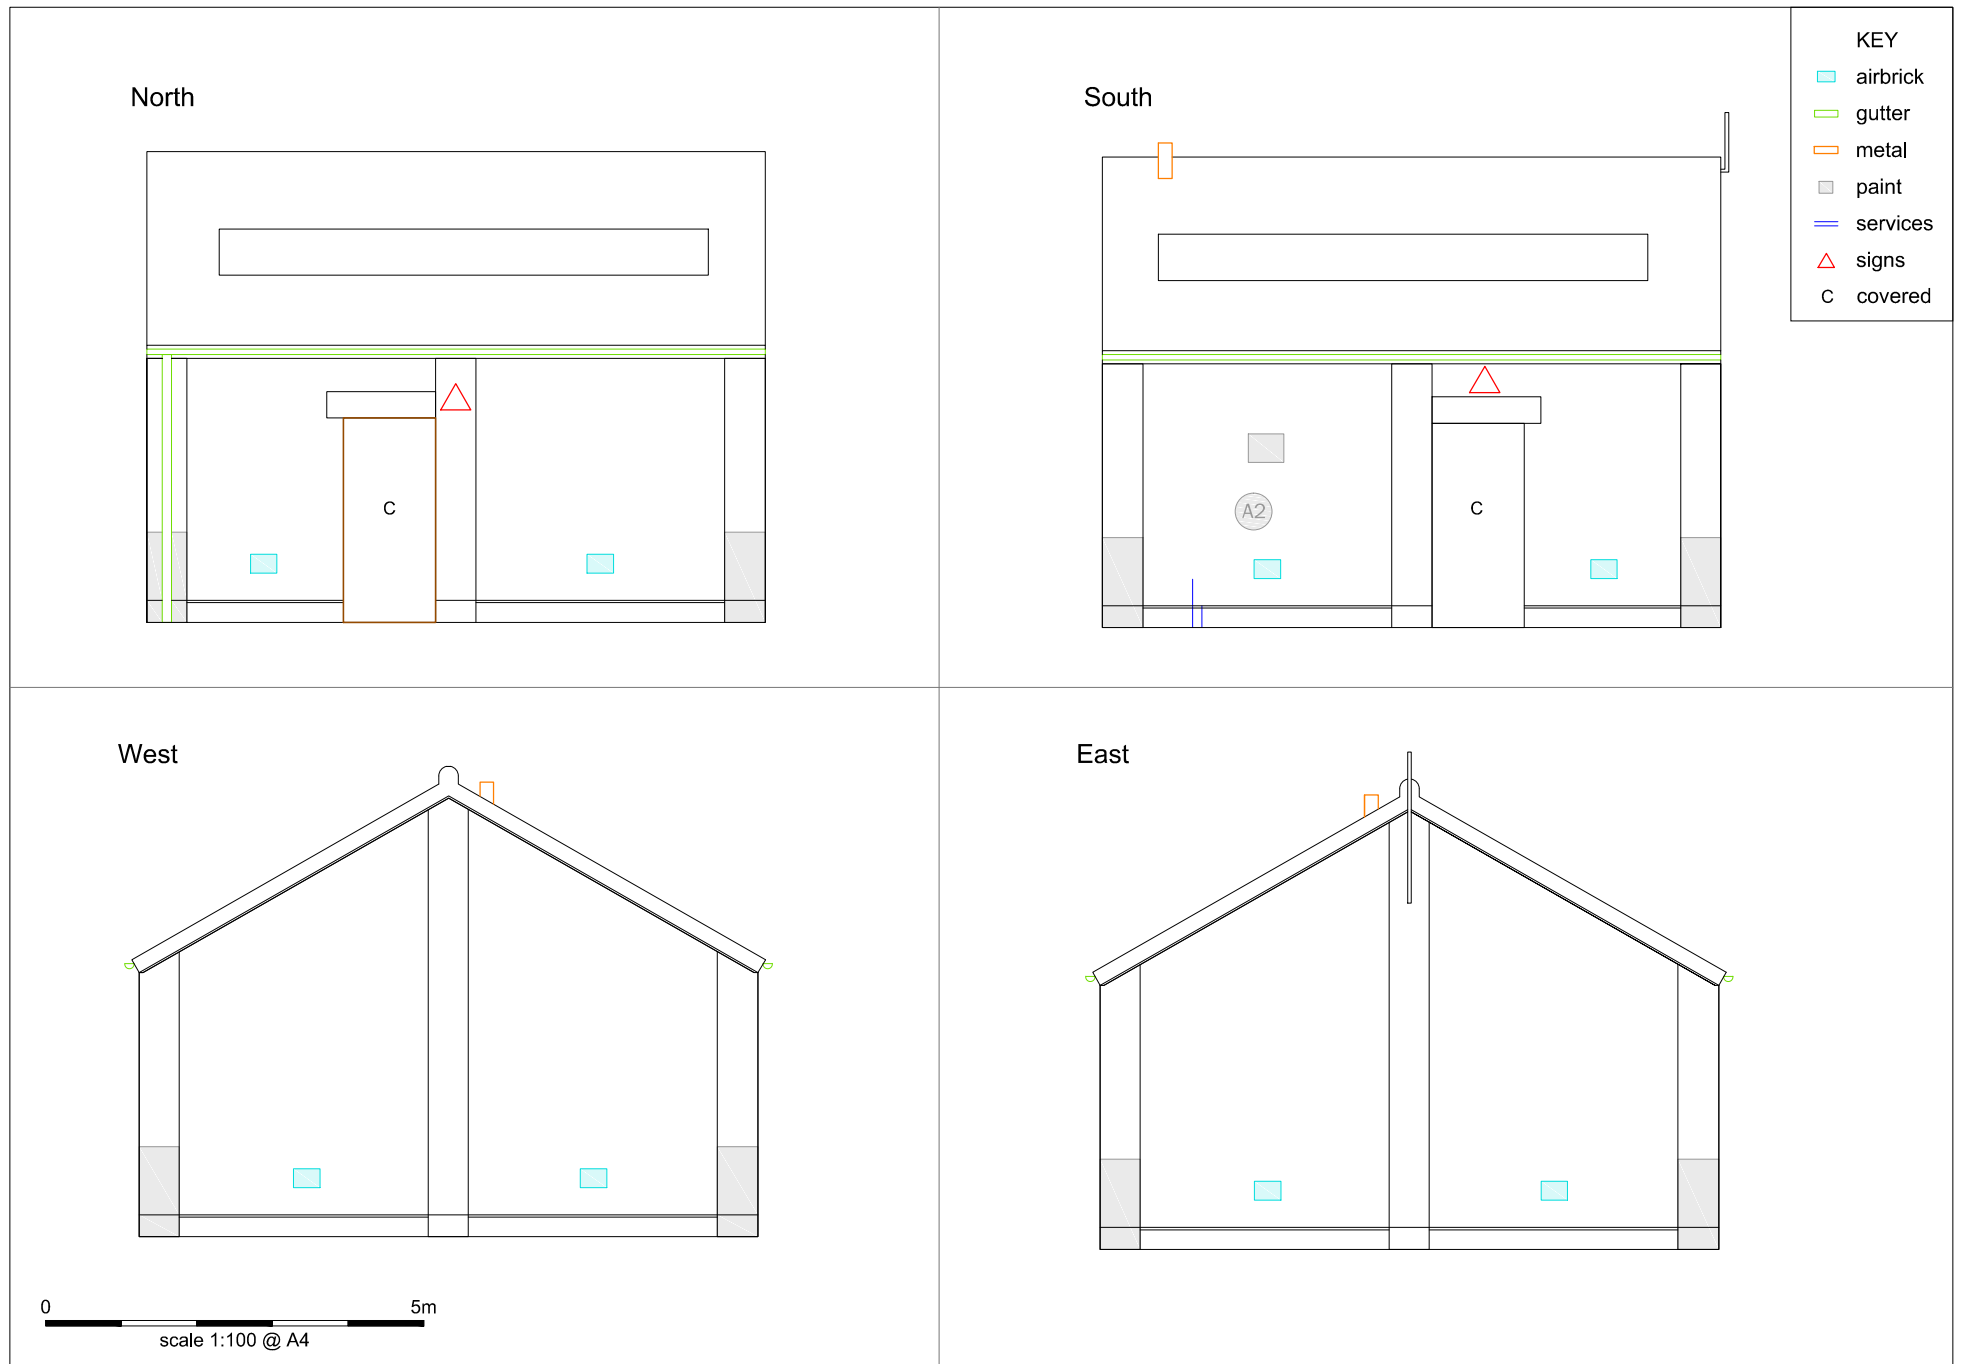 North
C
South
A2
C
KEY
airbrick
gutter
metal
paint
services
signs
C covered
West
East
0 5m
scale 1:100 @ A4